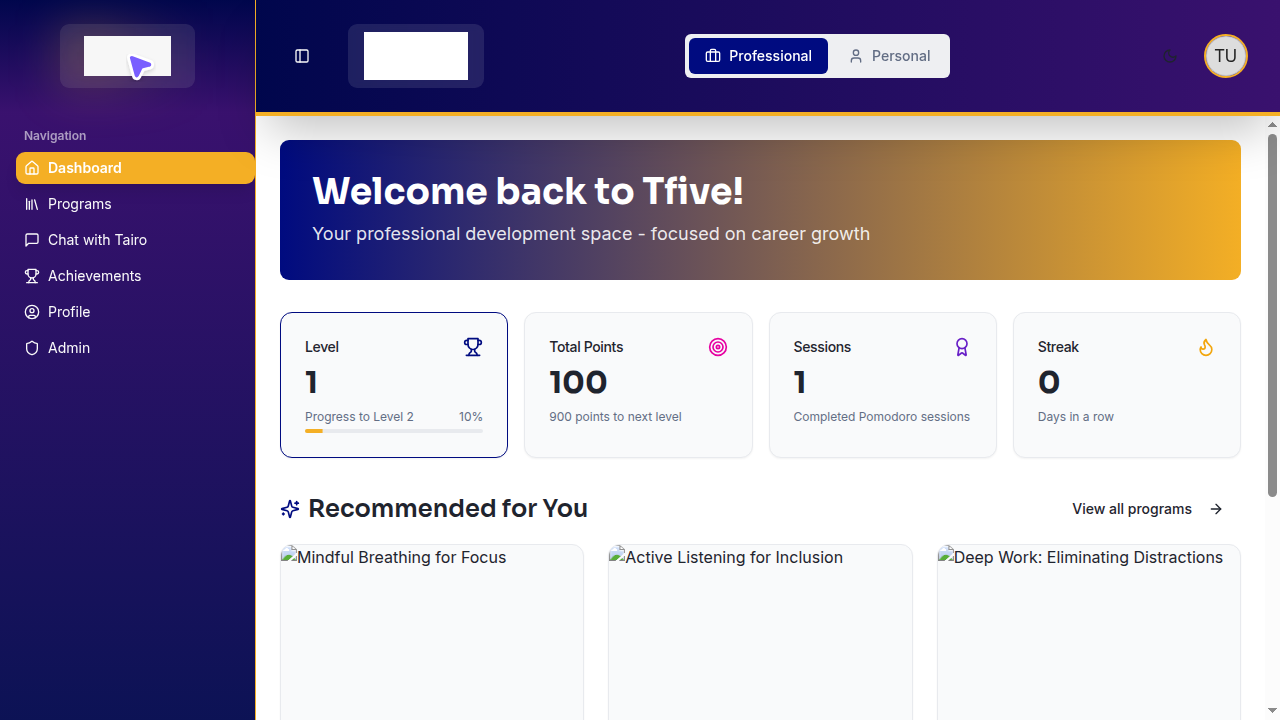 Professional
Personal
TU
Navigation
Dashboard
Programs
Chat with Tairo
Achievements
Profile
Admin
Welcome back to Tfive!
Your professional development space - focused on career growth
Level
1
Progress to Level 2
10%
Total Points
100
900 points to next level
Sessions
1
Completed Pomodoro sessions
Streak
0
Days in a row
Recommended for You
View all programs
Mindful Breathing for Focus
Active Listening for Inclusion
Deep Work: Eliminating Distractions